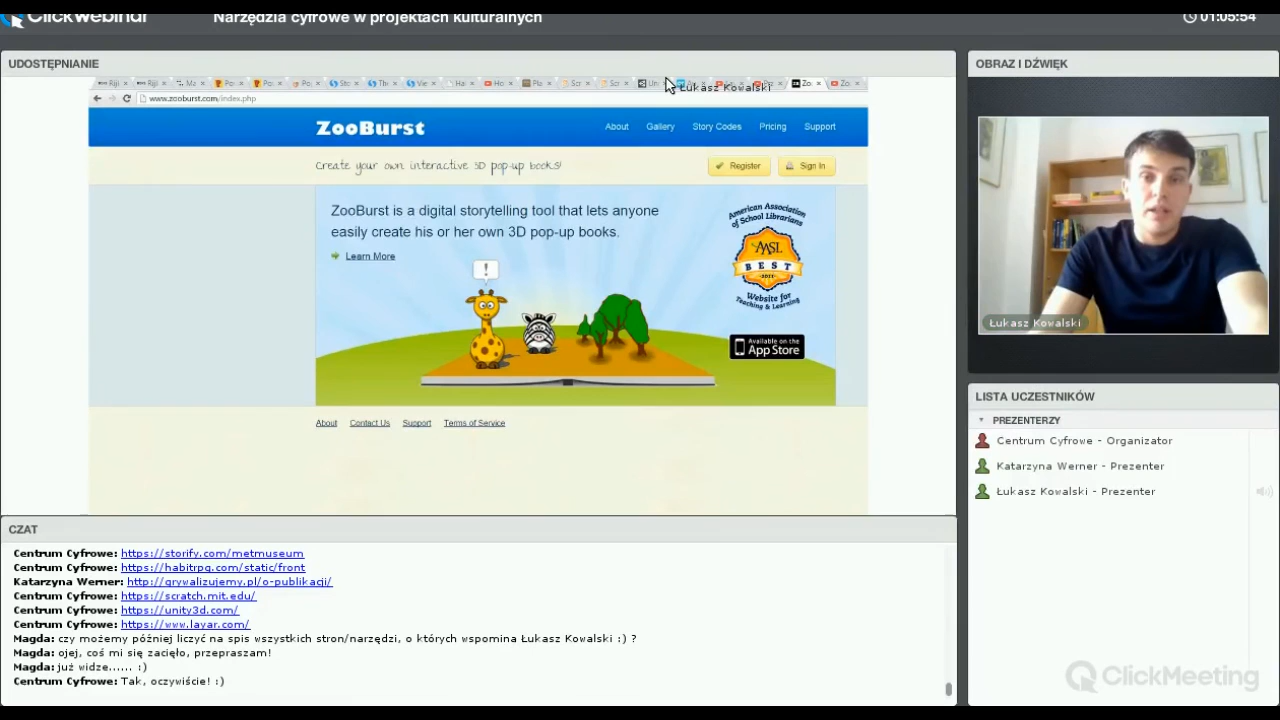 ClickWebinar
Narzędzia cyfrowe w projektach kulturalnych
01:05:54
UDOSTĘPNIANIE
www.zooburst.com/index.php
Łukasz Kowalski
ZooBurst
About Gallery Story Codes Pricing Support
Create your own interactive 3D pop-up books!
Register Sign In
ZooBurst is a digital storytelling tool that lets anyone
easily create his or her own 3D pop-up books.
Learn More
!
American Association
of School Librarians
AASL
BEST
Website for
Teaching & Learning
Available on the
App Store
About Contact Us Support Terms of Service
OBRAZ I DŹWIĘK
Łukasz Kowalski
LISTA UCZESTNIKÓW
PREZENTERZY
Centrum Cyfrowe - Organizator
Katarzyna Werner - Prezenter
Łukasz Kowalski - Prezenter
CZAT
Centrum Cyfrowe: https://storify.com/metmuseum
Centrum Cyfrowe: https://habitrpg.com/static/front
Katarzyna Werner: http://grywalizujemy.pl/o-publikacji/
Centrum Cyfrowe: https://scratch.mit.edu/
Centrum Cyfrowe: https://unity3d.com/
Centrum Cyfrowe: https://www.layar.com/
Magda: czy możemy później liczyć na spis wszystkich stron/narzędzi, o których wspomina Łukasz Kowalski :) ?
Magda: ojej, coś mi się zacięło, przepraszam!
Magda: już widze...... :)
Centrum Cyfrowe: Tak, oczywiście! :)
ClickMeeting